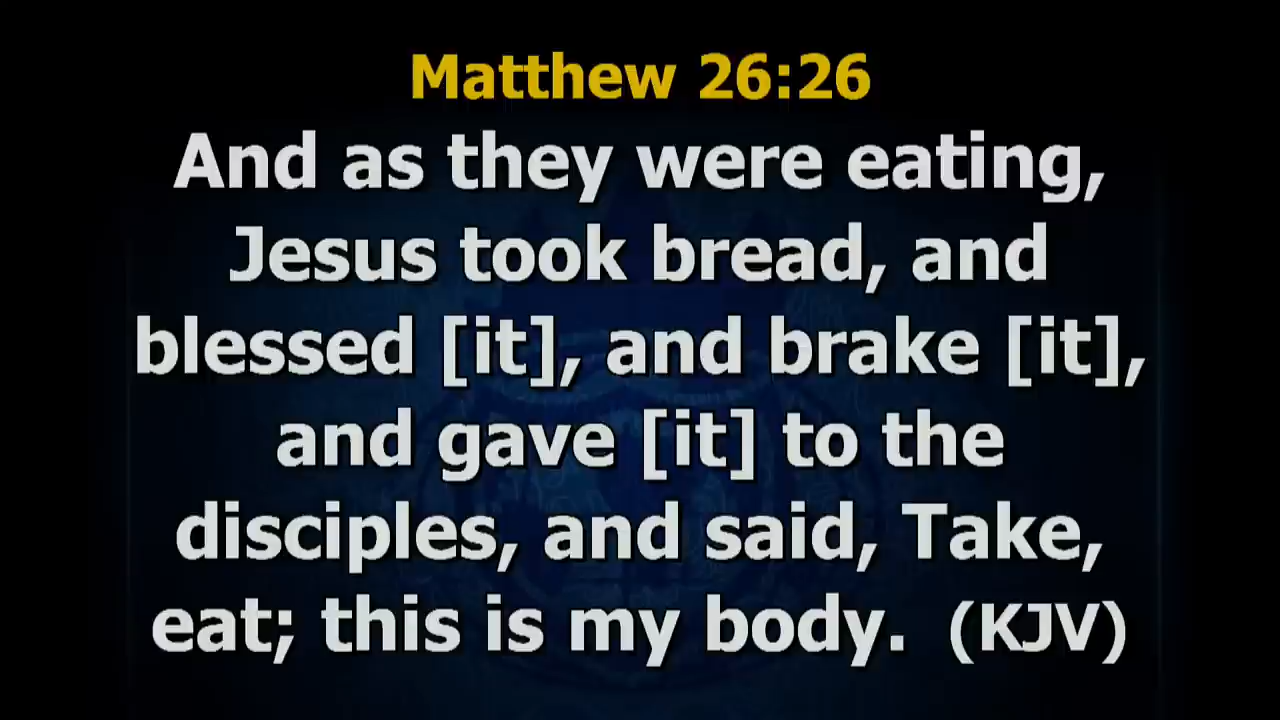 Matthew 26:26
And as they were eating,
Jesus took bread, and
blessed [it], and brake [it],
and gave [it] to the
disciples, and said, Take,
eat; this is my body.  (KJV)